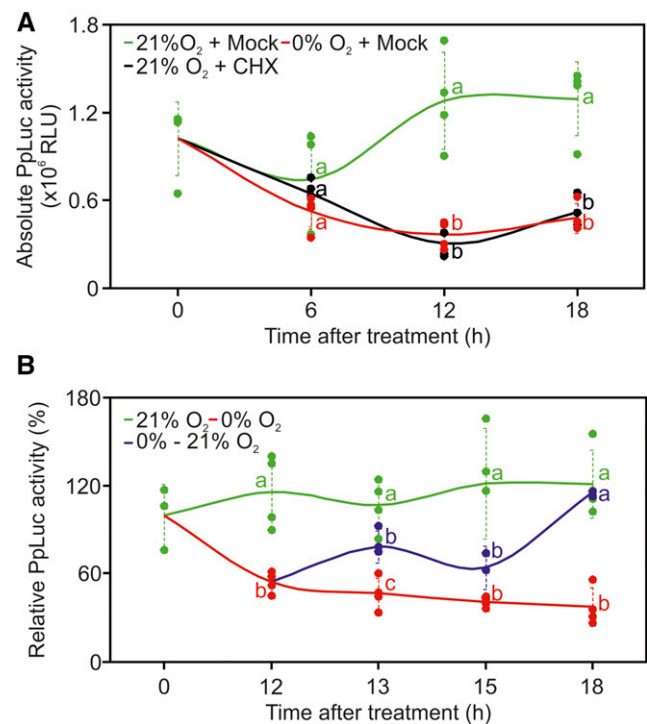 A
1.8
21%O₂ + Mock 0% O₂ + Mock
21% O₂ + CHX
1.2
0.6
0
Absolute PpLuc activity
(x10⁶ RLU)
a
a
a
a
a
b
b
b
b
0
6
12
18
Time after treatment (h)
B
180
21% O₂ 0% O₂
0% - 21% O₂
120
60
0
Relative PpLuc activity (%)
a
a
a
a
b
b
b
c
b
b
0
12
13
15
18
Time after treatment (h)